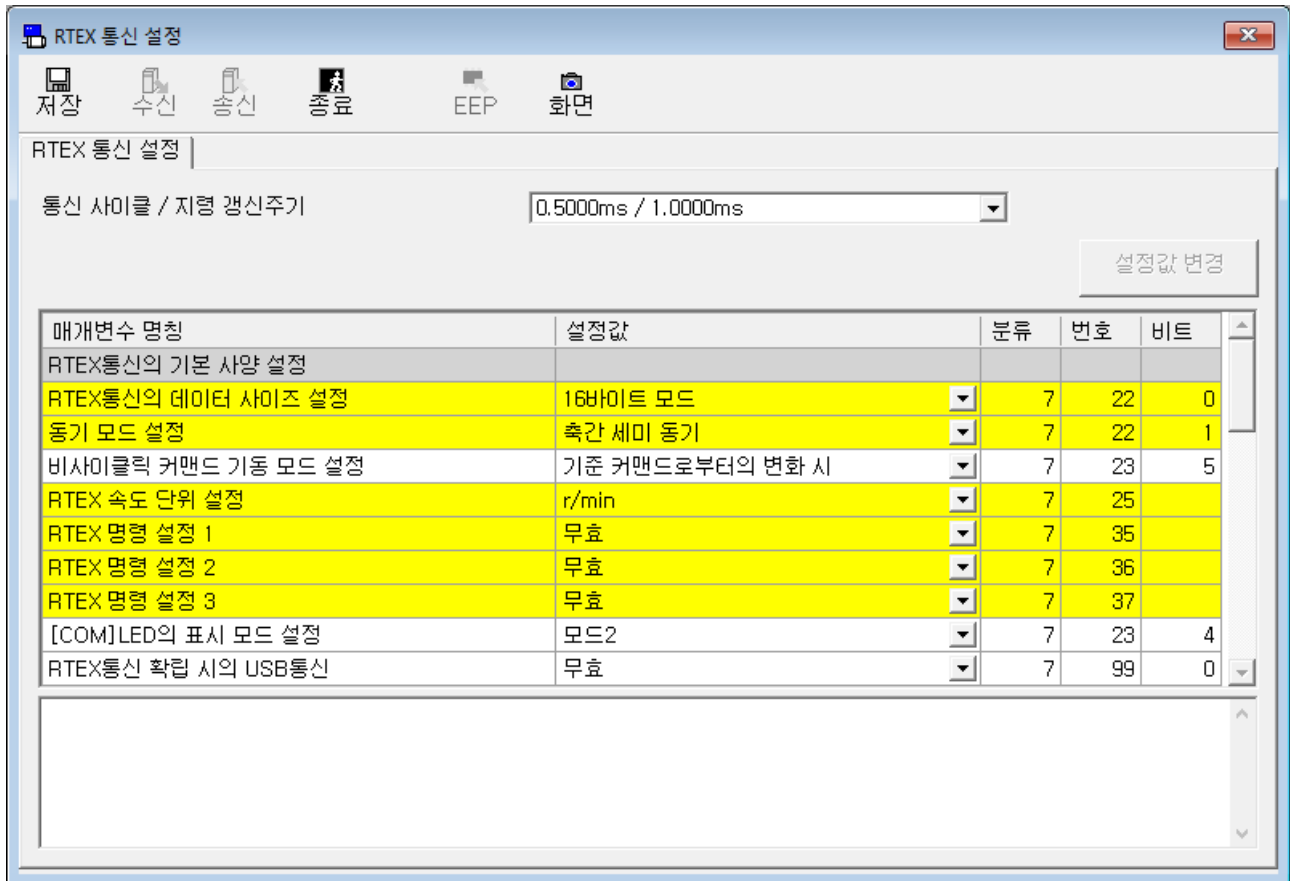 RTEX 통신 설정
저장 수신 송신 종료 EEP 화면
RTEX 통신 설정
통신 사이클 / 지령 갱신주기 0.5000ms / 1.0000ms
설정값 변경
매개변수 명칭 설정값 분류 번호 비트
RTEX통신의 기본 사양 설정
RTEX통신의 데이터 사이즈 설정 16바이트 모드 7 22 0
동기 모드 설정 축간 세미 동기 7 22 1
비사이클릭 커맨드 기동 모드 설정 기준 커맨드로부터의 변화 시 7 23 5
RTEX 속도 단위 설정 r/min 7 25
RTEX 명령 설정 1 무효 7 35
RTEX 명령 설정 2 무효 7 36
RTEX 명령 설정 3 무효 7 37
[COM]LED의 표시 모드 설정 모드2 7 23 4
RTEX통신 확립 시의 USB통신 무효 7 99 0